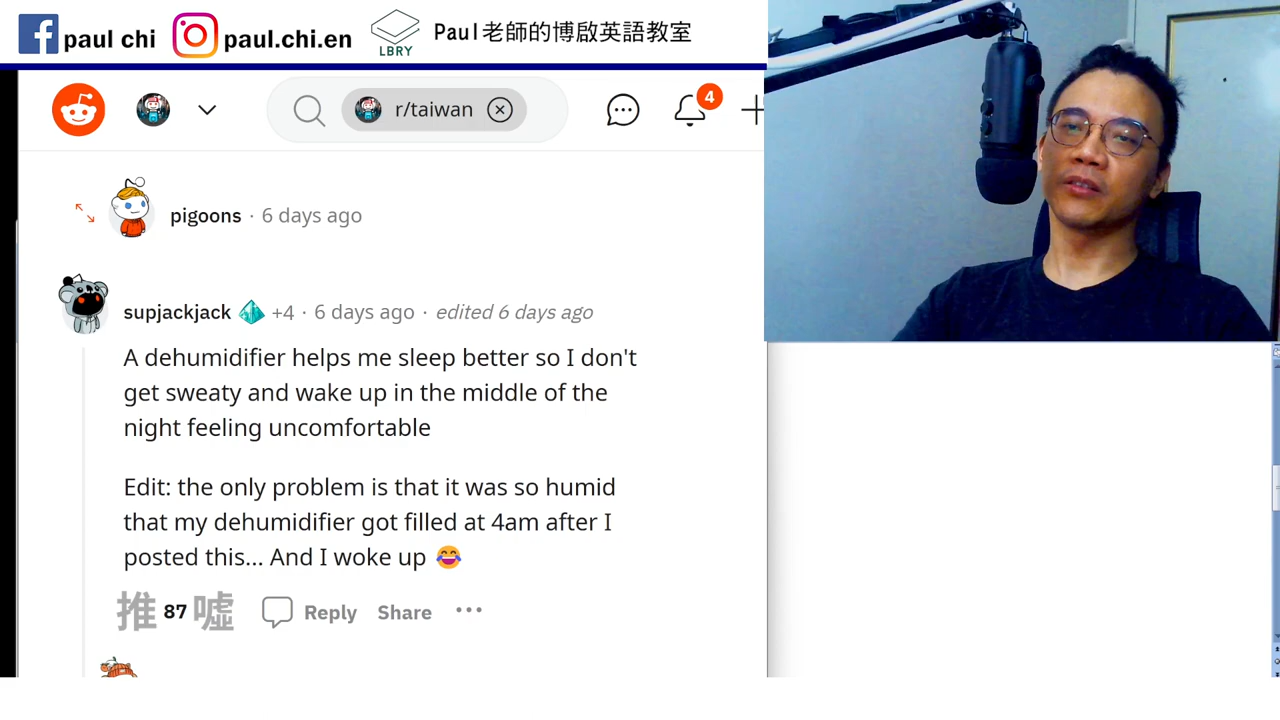 paul chi
paul.chi.en
LBRY
Paul老師的博啟英語教室
r/taiwan
4
pigoons · 6 days ago
supjackjack +4 · 6 days ago · edited 6 days ago
A dehumidifier helps me sleep better so I don't
get sweaty and wake up in the middle of the
night feeling uncomfortable
Edit: the only problem is that it was so humid
that my dehumidifier got filled at 4am after I
posted this... And I woke up 😂
推 87 噓 Reply Share